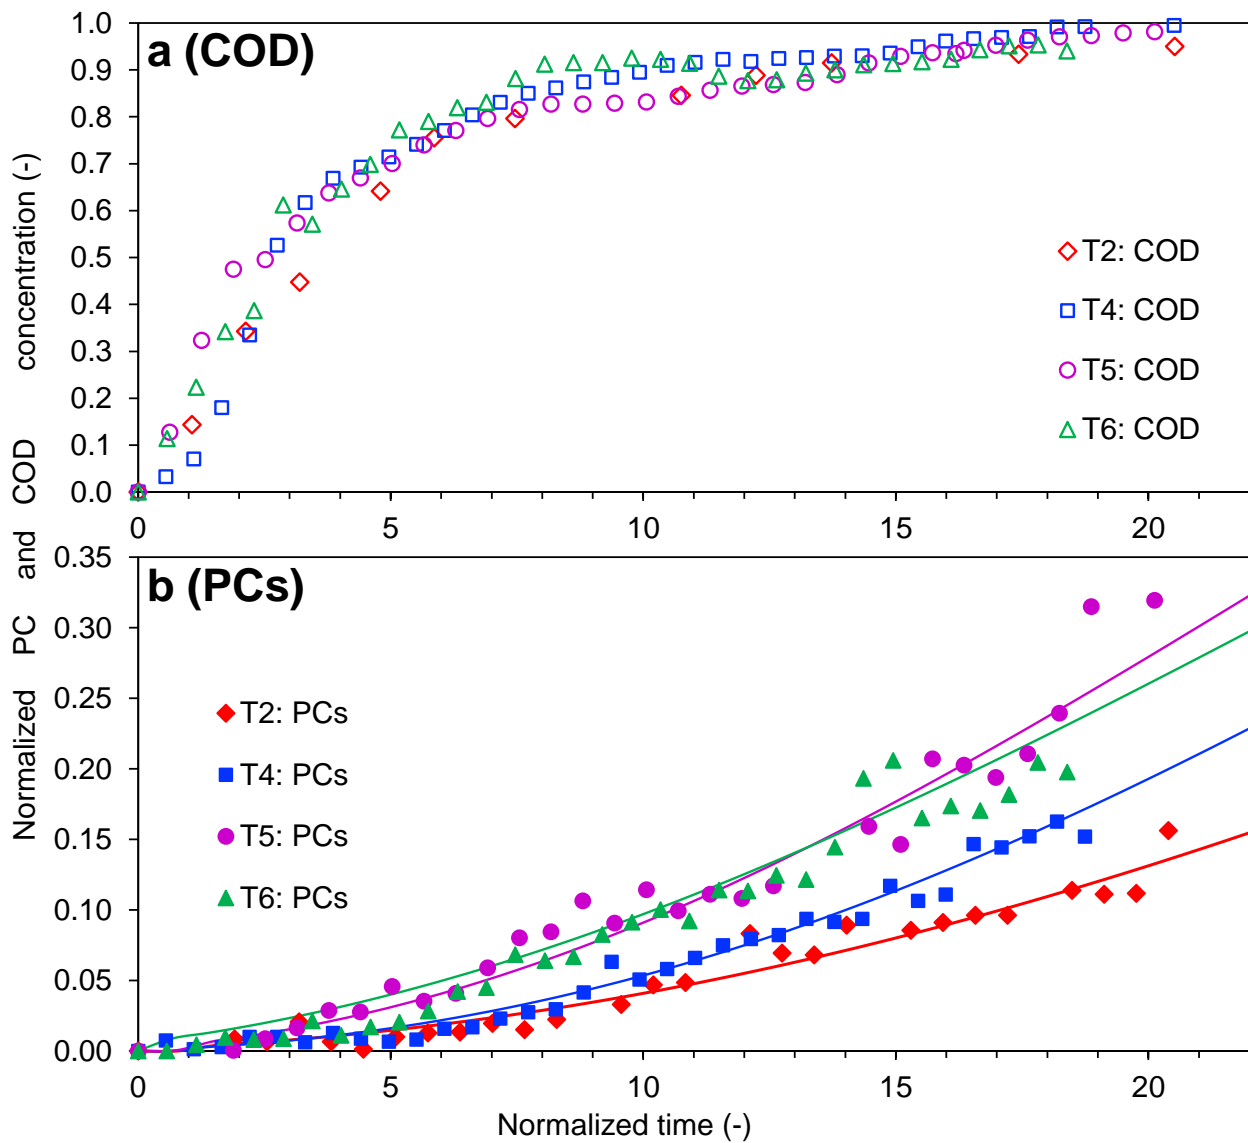 a (COD)
1.0
0.9
0.8
0.7
0.6
0.5
0.4
0.3
0.2
0.1
0.0
T2: COD
T4: COD
T5: COD
T6: COD
0 5 10 15 20
Normalized PC and COD concentration (-)
b (PCs)
0.35
0.30
0.25
0.20
0.15
0.10
0.05
0.00
T2: PCs
T4: PCs
T5: PCs
T6: PCs
0 5 10 15 20
Normalized time (-)